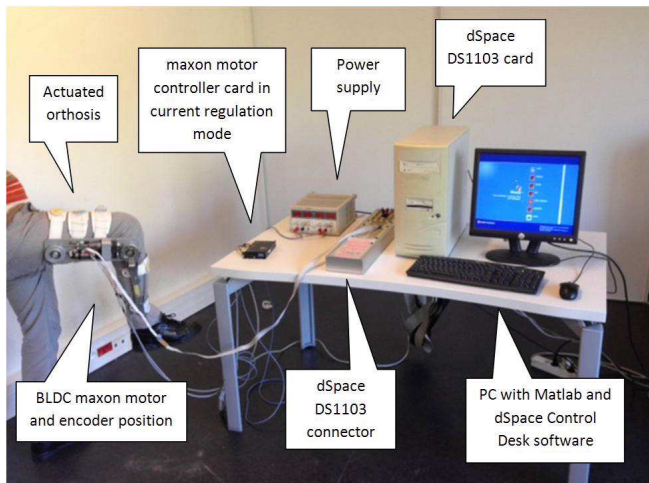 dSpace
DS1103 card
maxon motor
controller card in
current regulation
mode
Power
supply
Actuated
orthosis
BLDC maxon motor
and encoder position
dSpace
DS1103
connector
PC with Matlab and
dSpace Control
Desk software